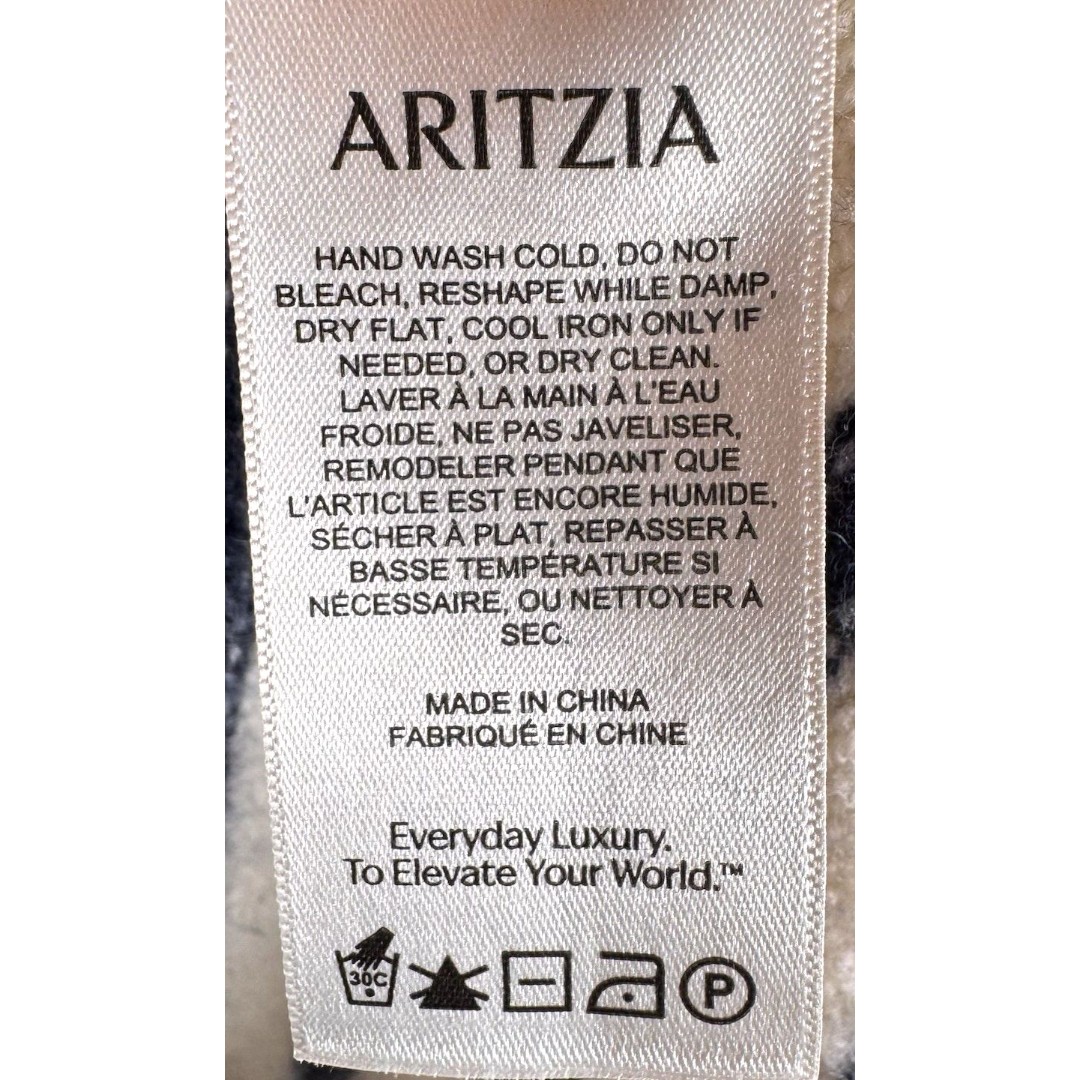 ARITZIA
HAND WASH COLD, DO NOT
BLEACH, RESHAPE WHILE DAMP,
DRY FLAT, COOL IRON ONLY IF
NEEDED, OR DRY CLEAN.
LAVER À LA MAIN À L'EAU
FROIDE, NE PAS JAVELISER,
REMODELER PENDANT QUE
L'ARTICLE EST ENCORE HUMIDE,
SÉCHER À PLAT, REPASSER À
BASSE TEMPÉRATURE SI
NÉCESSAIRE, OU NETTOYER À
SEC.
MADE IN CHINA
FABRIQUÉ EN CHINE
Everyday Luxury.
To Elevate Your World.™
30C P